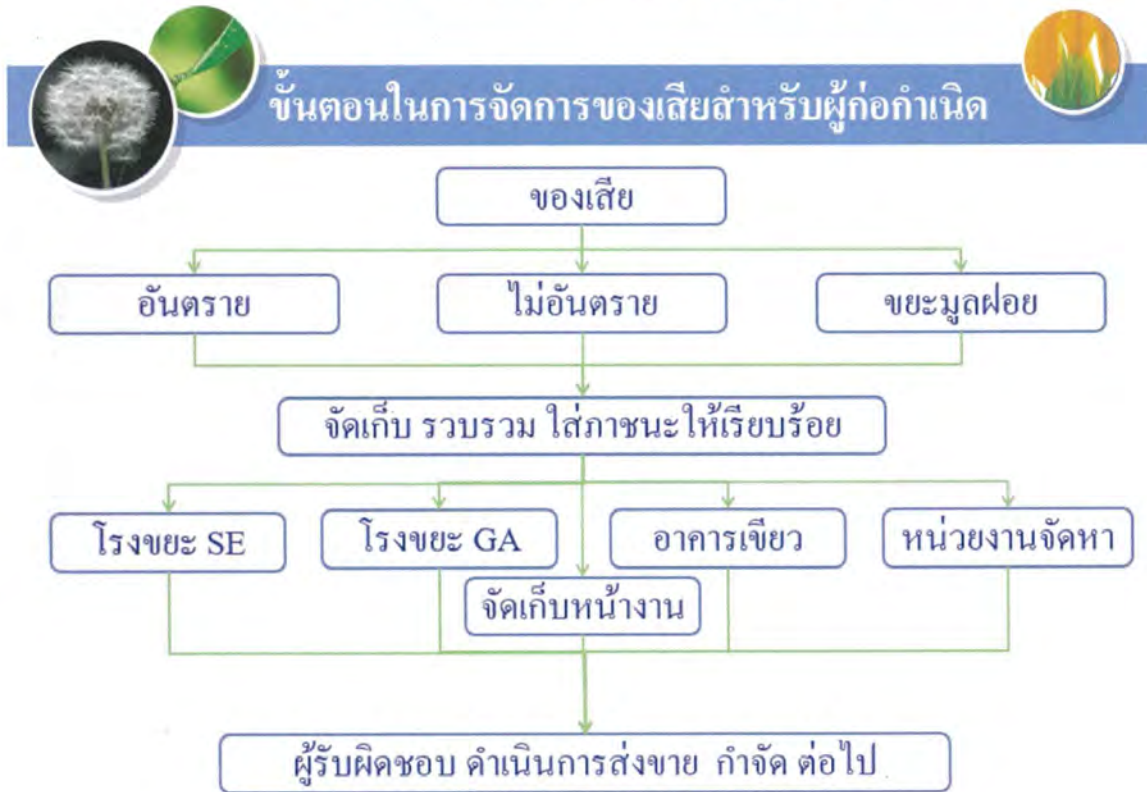 ขั้นตอนในการจัดการของเสียสำหรับผู้ก่อกำเนิด
ของเสีย
อันตราย
ไม่อันตราย
ขยะมูลฝอย
จัดเก็บ รวบรวม ใส่ภาชนะให้เรียบร้อย
โรงขยะ SE
โรงขยะ GA
อาคารเขียว
หน่วยงานจัดหา
จัดเก็บหน้างาน
ผู้รับผิดชอบ ดำเนินการส่งขาย กำจัด ต่อไป